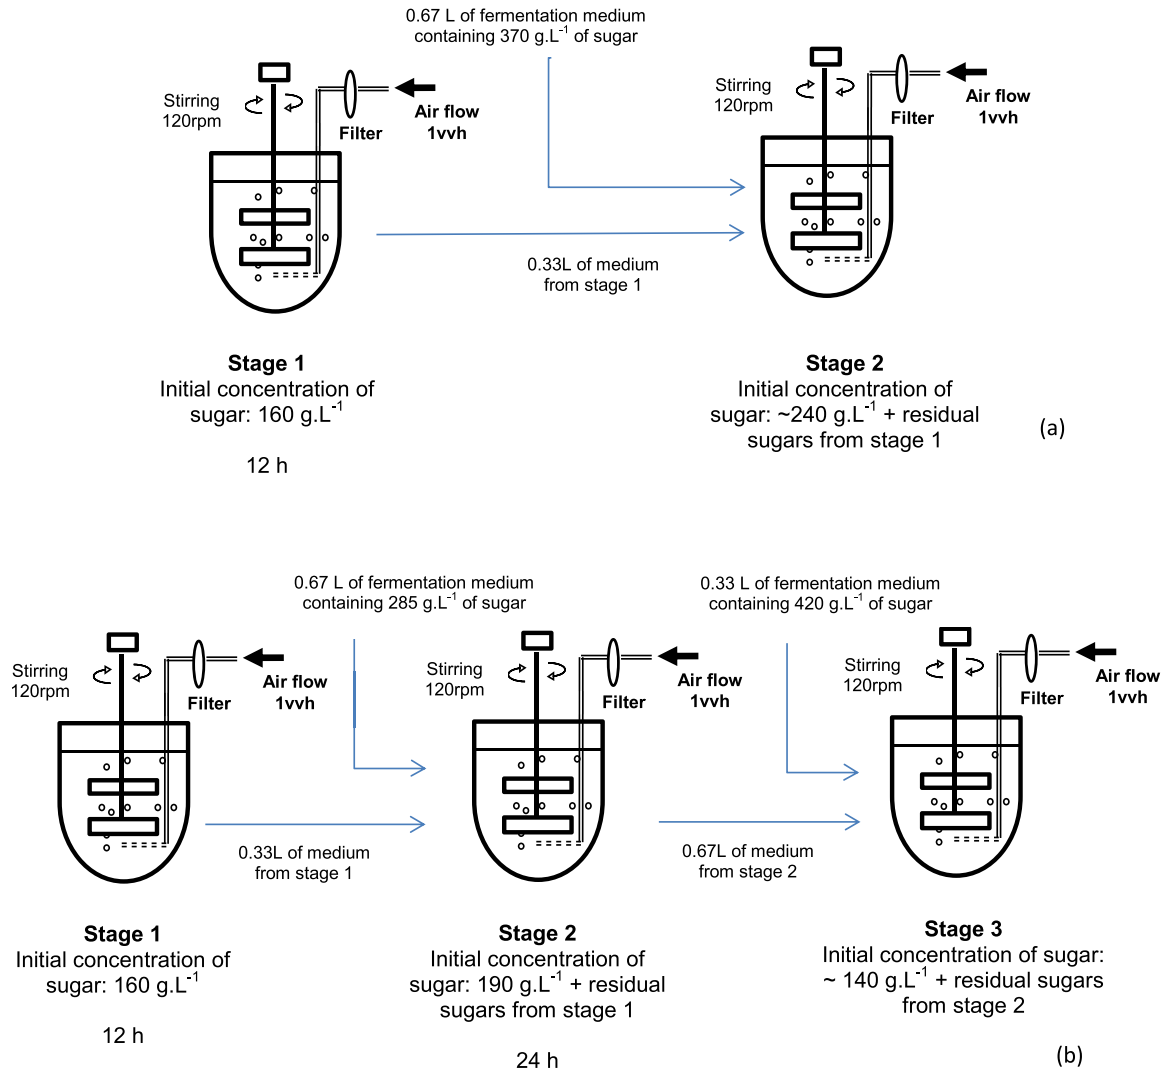 0.67 L of fermentation medium
containing 370 g.L⁻¹ of sugar
Stirring
120rpm
Filter
Air flow
1vvh
Stirring
120rpm
Filter
Air flow
1vvh
0.33L of medium
from stage 1
Stage 1
Initial concentration of
sugar: 160 g.L⁻¹
12 h
Stage 2
Initial concentration of
sugar: ~240 g.L⁻¹ + residual
sugars from stage 1
(a)
0.67 L of fermentation medium
containing 285 g.L⁻¹ of sugar
0.33 L of fermentation medium
containing 420 g.L⁻¹ of sugar
Stirring
120rpm
Filter
Air flow
1vvh
Stirring
120rpm
Filter
Air flow
1vvh
Stirring
120rpm
Filter
Air flow
1vvh
0.33L of medium
from stage 1
0.67L of medium
from stage 2
Stage 1
Initial concentration of
sugar: 160 g.L⁻¹
12 h
Stage 2
Initial concentration of
sugar: 190 g.L⁻¹ + residual
sugars from stage 1
24 h
Stage 3
Initial concentration of sugar:
~ 140 g.L⁻¹ + residual sugars
from stage 2
(b)